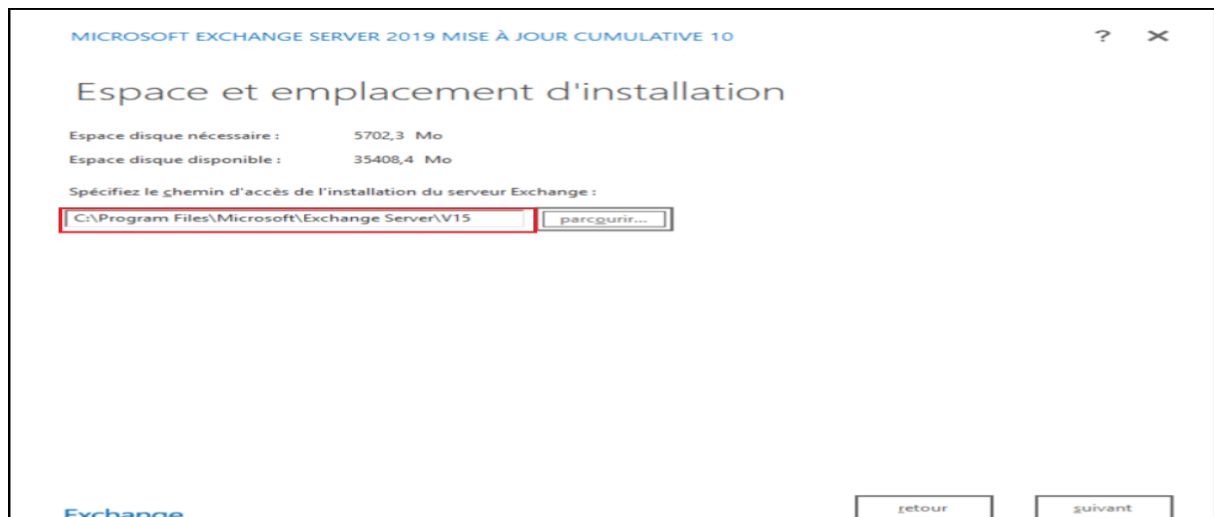 MICROSOFT EXCHANGE SERVER 2019 MISE À JOUR CUMULATIVE 10 ? ✕
Espace et emplacement d'installation
Espace disque nécessaire : 5702,3 Mo
Espace disque disponible : 35408,4 Mo
Spécifiez le chemin d'accès de l'installation du serveur Exchange :
C:\Program Files\Microsoft\Exchange Server\V15 parcourir...
Exchange retour suivant